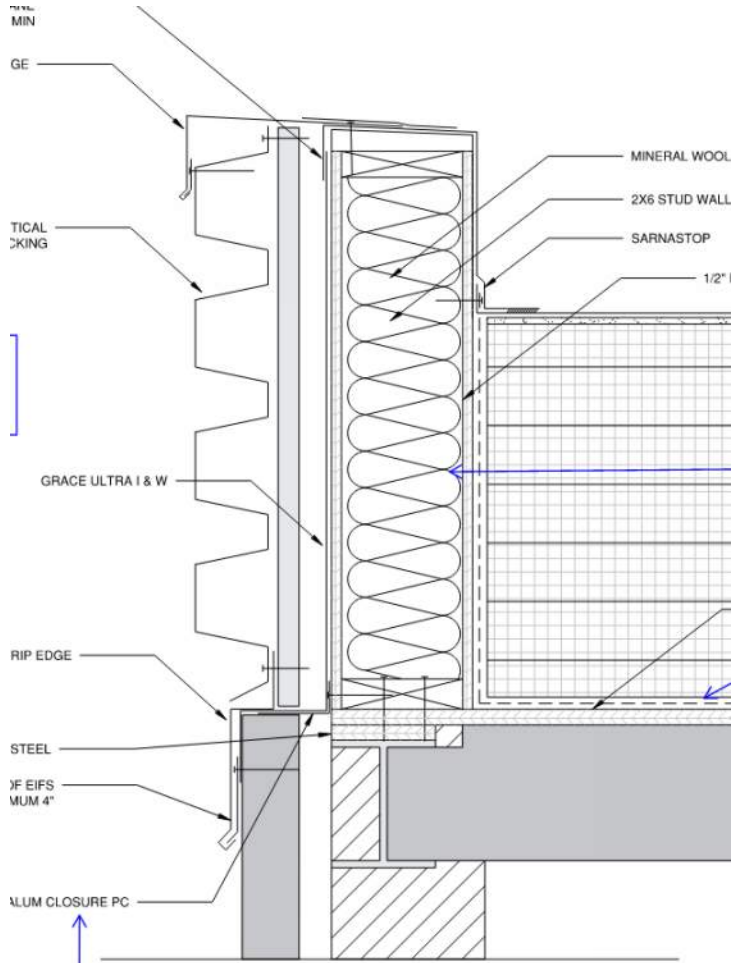 MIN
GE
MINERAL WOOL
2X6 STUD WALL
TICAL
CKING
SARNASTOP
1/2"
GRACE ULTRA I & W
RIP EDGE
STEEL
OF EIFS
MUM 4"
ALUM CLOSURE PC